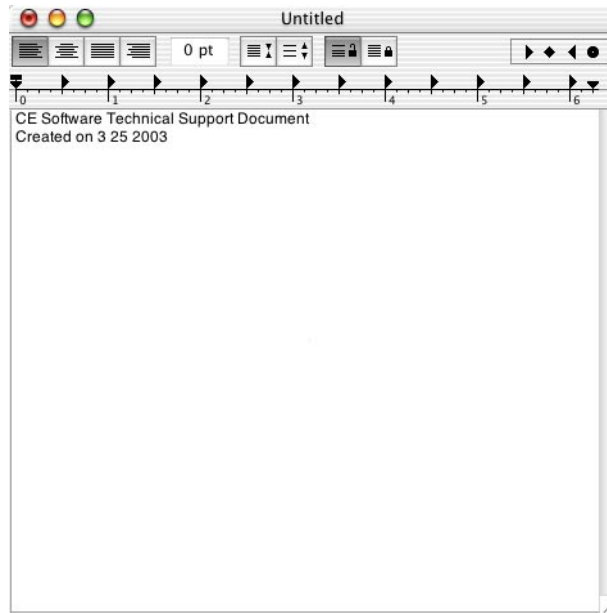 Untitled
0 pt
0 1 2 3 4 5 6
CE Software Technical Support Document
Created on 3 25 2003